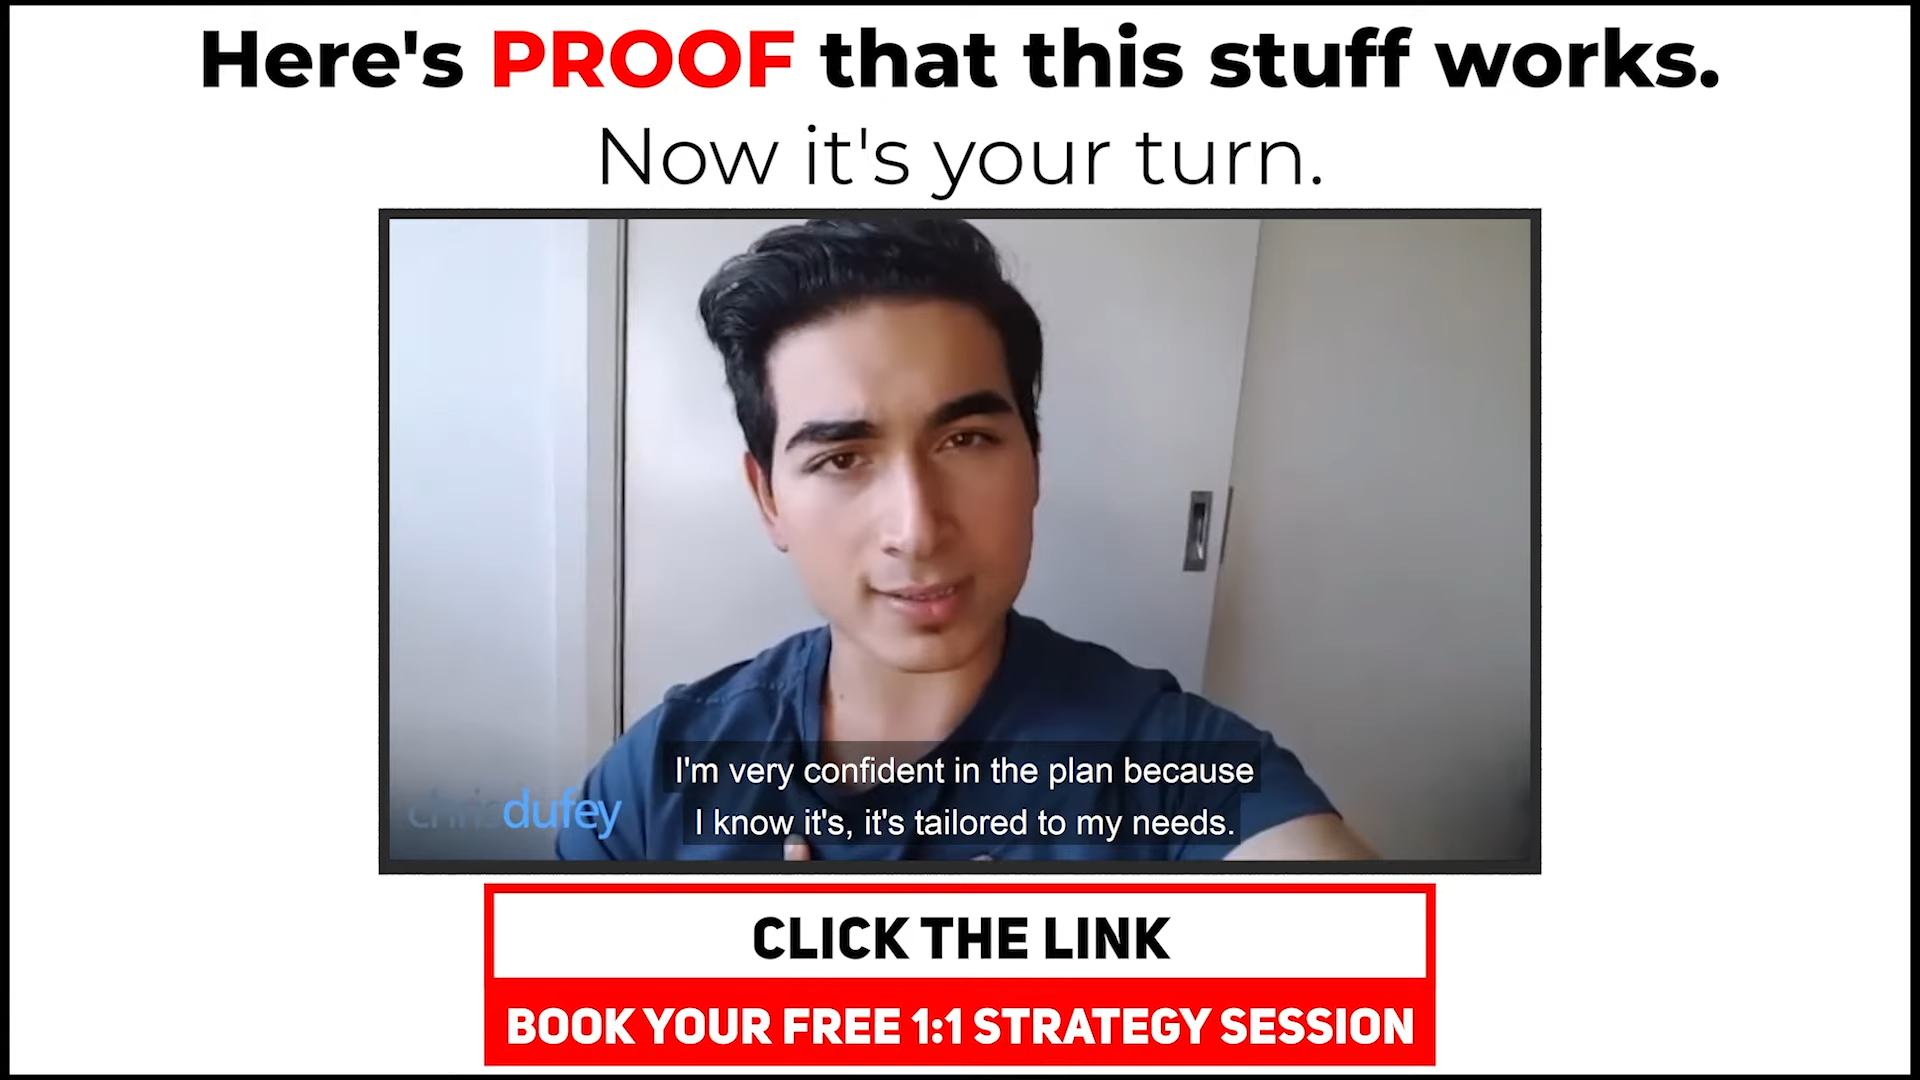 Here's PROOF that this stuff works.
Now it's your turn.
I'm very confident in the plan because
I know it's, it's tailored to my needs.
chrisdufey
CLICK THE LINK
BOOK YOUR FREE 1:1 STRATEGY SESSION